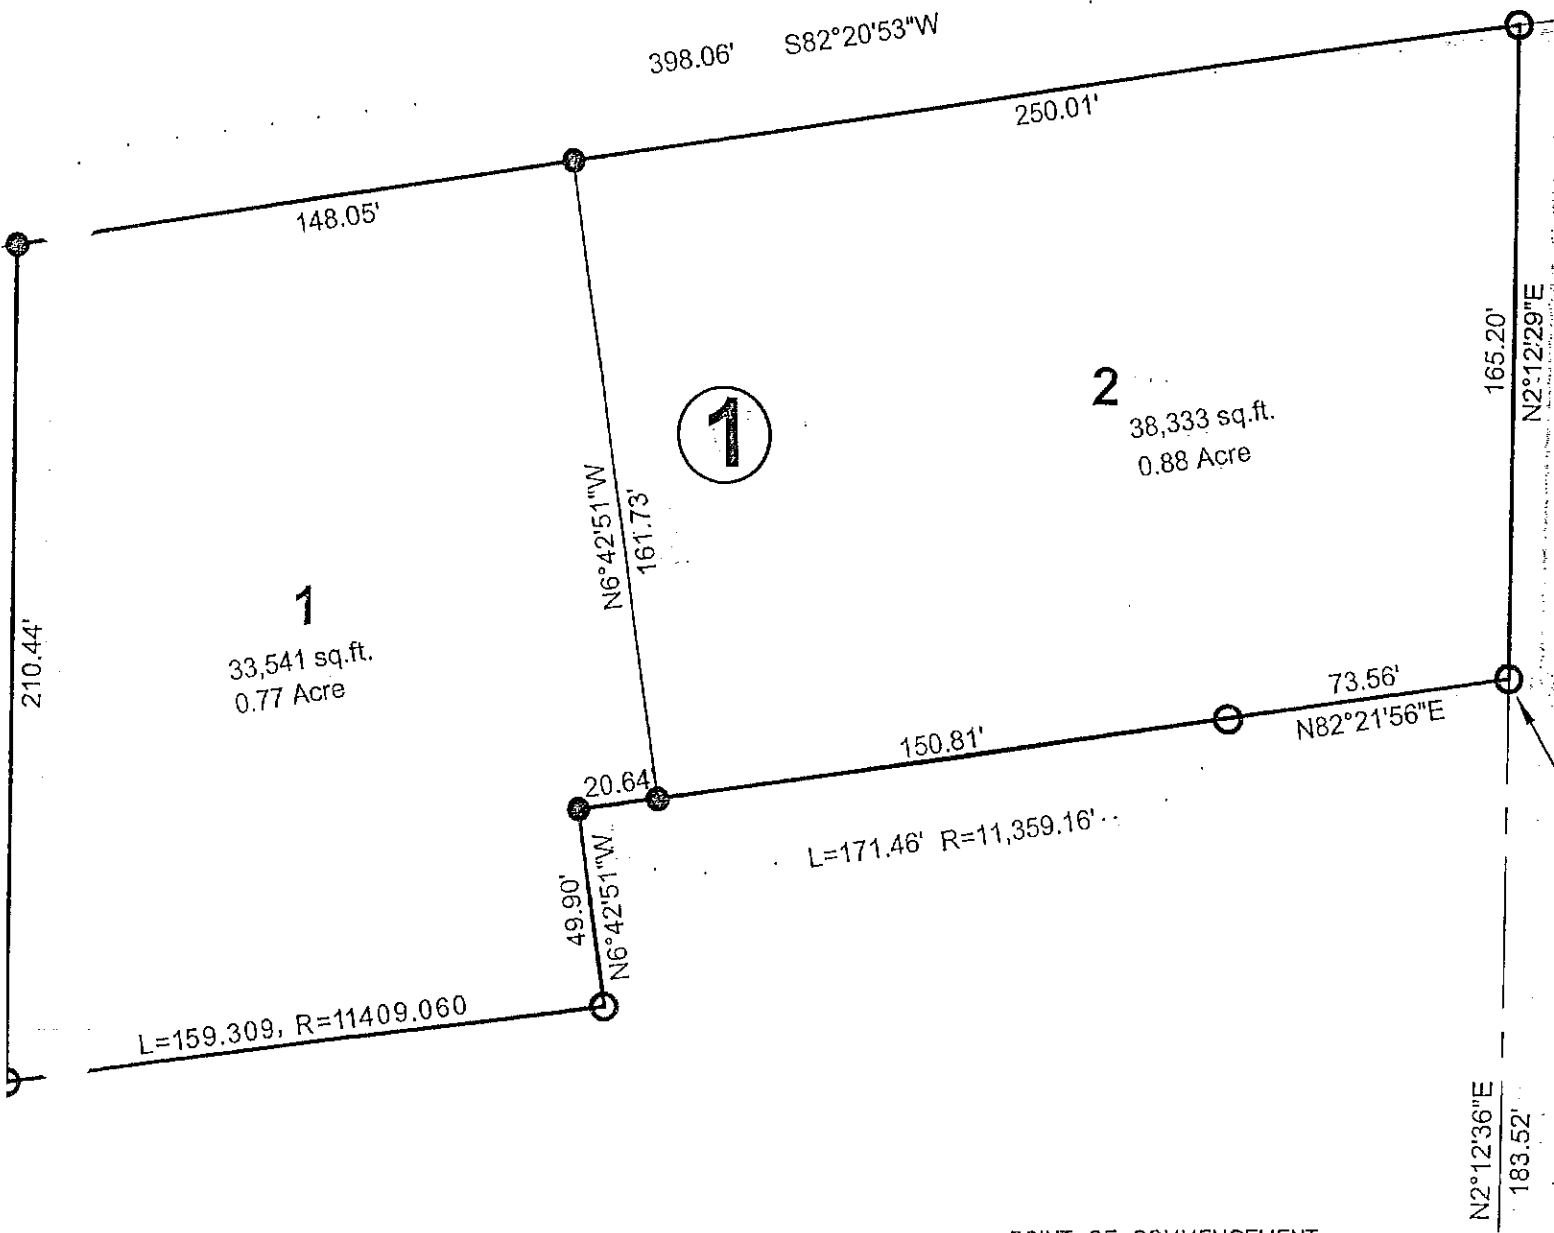 398.06' S82°20'53"W
250.01'
148.05'
165.20'
N2°12'29"E
2
38,333 sq.ft.
0.88 Acre
1
N6°42'51"W
161.73'
1
33,541 sq.ft.
0.77 Acre
210.44'
73.56'
N82°21'56"E
150.81'
20.64
L=171.46' R=11,359.16'
49.90'
N6°42'51"W
L=159.309, R=11409.060
N2°12'36"E
183.52'
POINT OF COMMENCEMENT